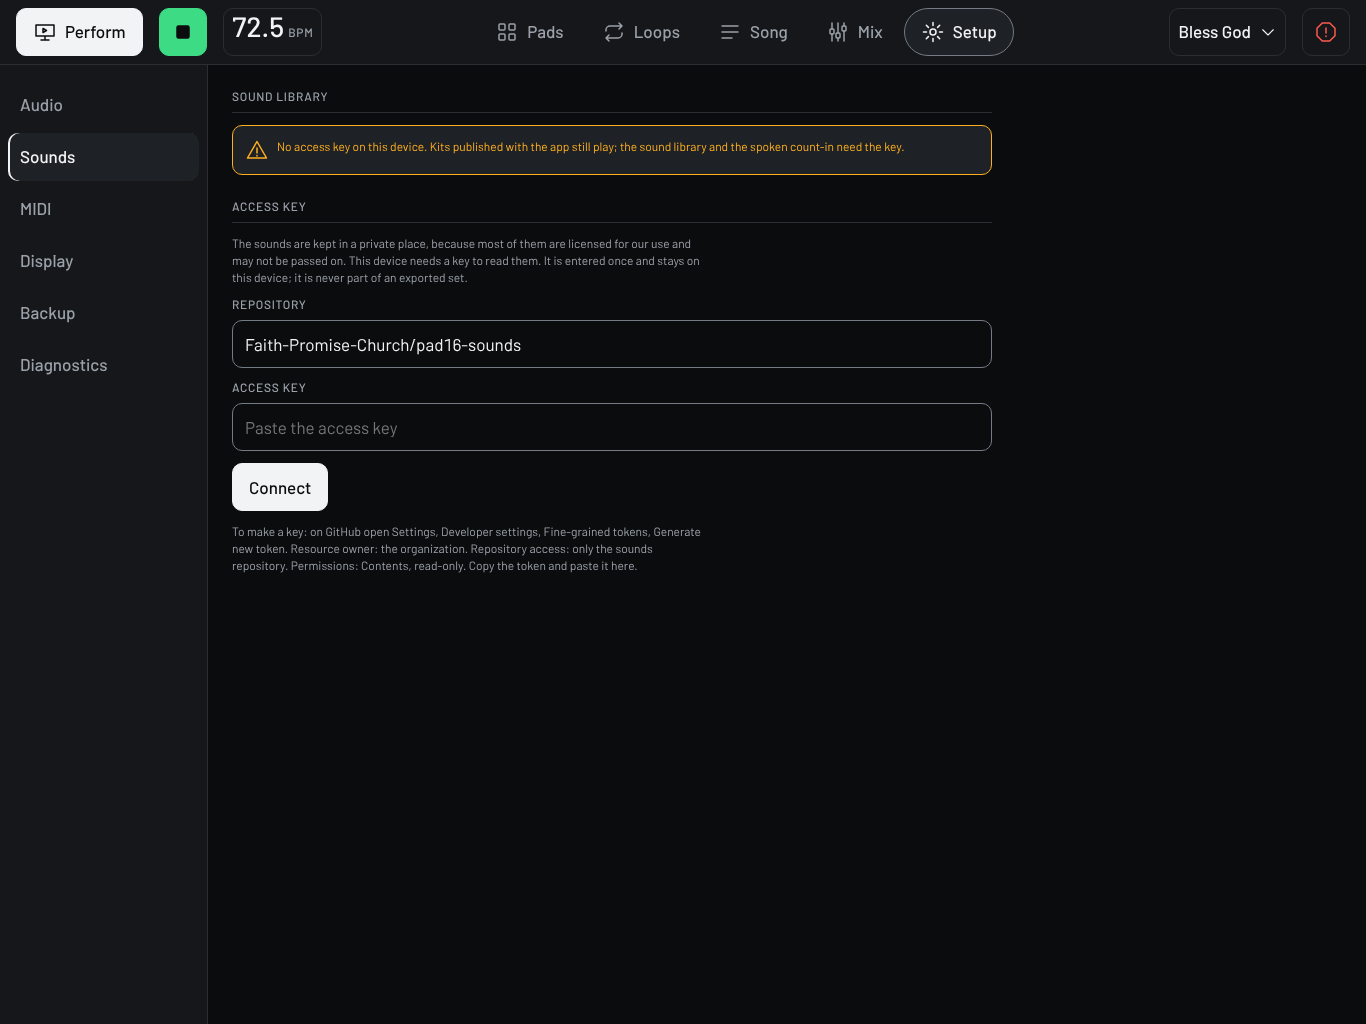 Perform
72.5 BPM
Pads
Loops
Song
Mix
Setup
Bless God
Audio
Sounds
MIDI
Display
Backup
Diagnostics
SOUND LIBRARY
No access key on this device. Kits published with the app still play; the sound library and the spoken count-in need the key.
ACCESS KEY
The sounds are kept in a private place, because most of them are licensed for our use and
may not be passed on. This device needs a key to read them. It is entered once and stays on
this device; it is never part of an exported set.
REPOSITORY
Faith-Promise-Church/pad16-sounds
ACCESS KEY
Paste the access key
Connect
To make a key: on GitHub open Settings, Developer settings, Fine-grained tokens, Generate
new token. Resource owner: the organization. Repository access: only the sounds
repository. Permissions: Contents, read-only. Copy the token and paste it here.